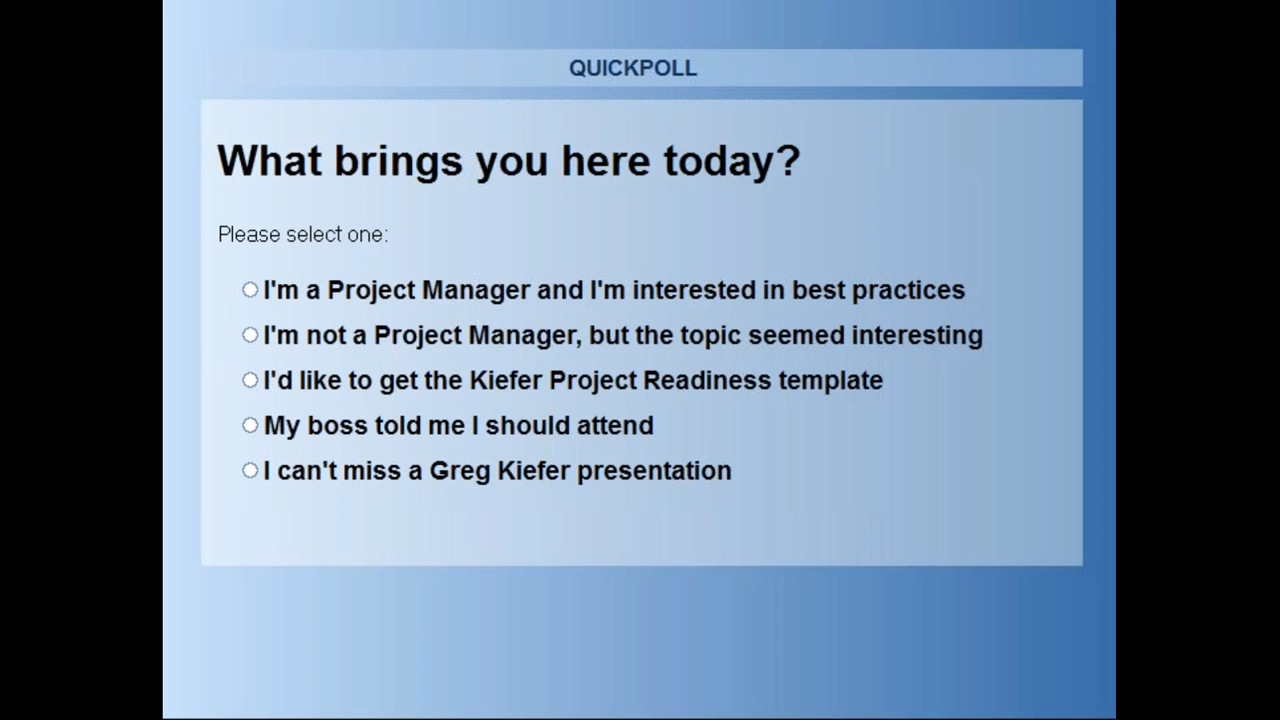 QUICKPOLL
What brings you here today?
Please select one:
I'm a Project Manager and I'm interested in best practices
I'm not a Project Manager, but the topic seemed interesting
I'd like to get the Kiefer Project Readiness template
My boss told me I should attend
I can't miss a Greg Kiefer presentation